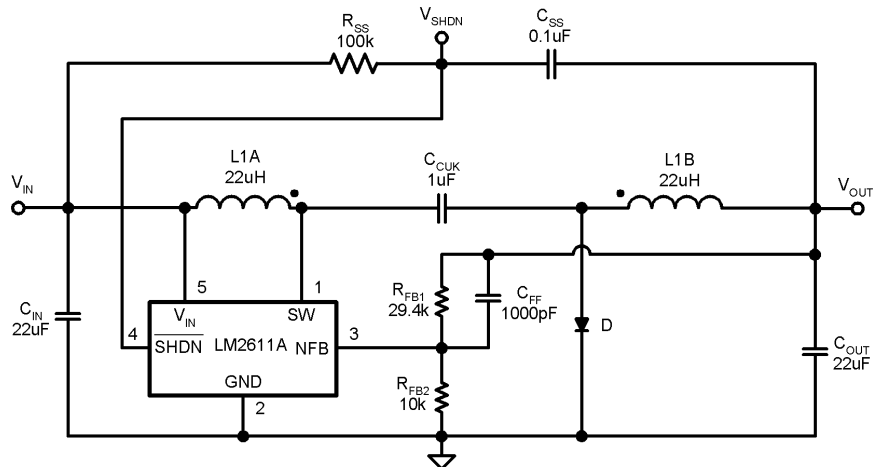 R_SS
100k
V_SHDN
C_SS
0.1uF
L1A
22uH
C_CUK
1uF
L1B
22uH
V_IN
V_OUT
5
1
R_FB1
29.4k
C_FF
1000pF
C_IN
22uF
4
V_IN
SW
3
D
SHDN
LM2611A
NFB
C_OUT
22uF
GND
2
R_FB2
10k